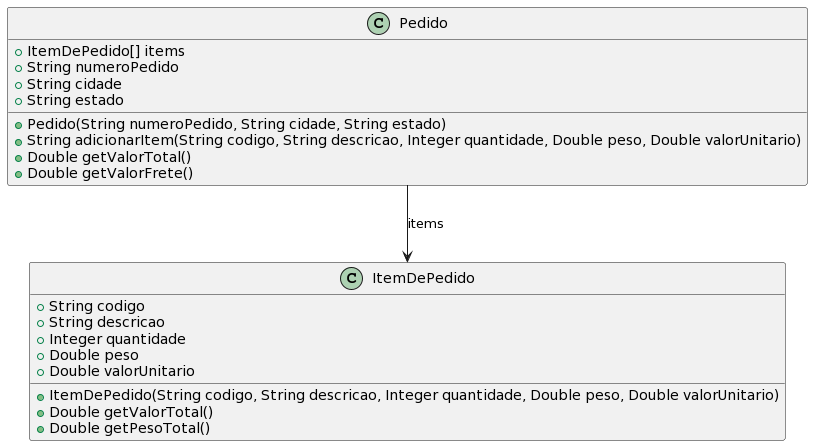 C Pedido
ItemDePedido[] items
String numeroPedido
String cidade
String estado
Pedido(String numeroPedido, String cidade, String estado)
String adicionarItem(String codigo, String descricao, Integer quantidade, Double peso, Double valorUnitario)
Double getValorTotal()
Double getValorFrete()
items
C ItemDePedido
String codigo
String descricao
Integer quantidade
Double peso
Double valorUnitario
ItemDePedido(String codigo, String descricao, Integer quantidade, Double peso, Double valorUnitario)
Double getValorTotal()
Double getPesoTotal()